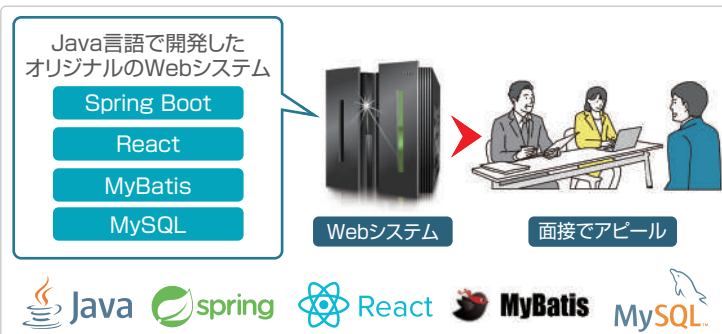 Java言語で開発した
オリジナルのWebシステム
Spring Boot
React
MyBatis
MySQL
Webシステム
面接でアピール
Java
spring
React
MyBatis
MySQL